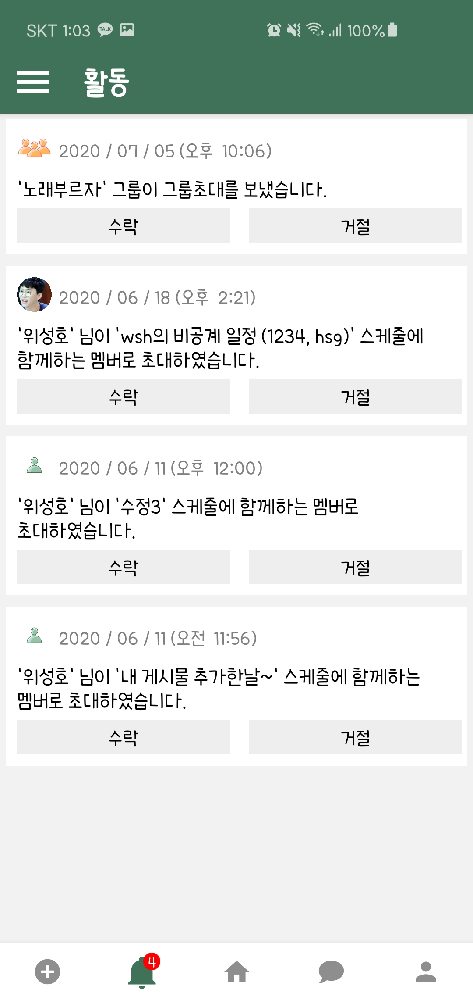 SKT 1:03 TALK 100%
활동
2020 / 07 / 05 (오후 10:06)
'노래부르자' 그룹이 그룹초대를 보냈습니다.
수락 거절
2020 / 06 / 18 (오후 2:21)
'위성호' 님이 'wsh의 비공계 일정 (1234, hsg)' 스케줄에
함께하는 멤버로 초대하였습니다.
수락 거절
2020 / 06 / 11 (오후 12:00)
'위성호' 님이 '수정3' 스케줄에 함께하는 멤버로
초대하였습니다.
수락 거절
2020 / 06 / 11 (오전 11:56)
'위성호' 님이 '내 게시물 추가한날~' 스케줄에 함께하는
멤버로 초대하였습니다.
수락 거절
4